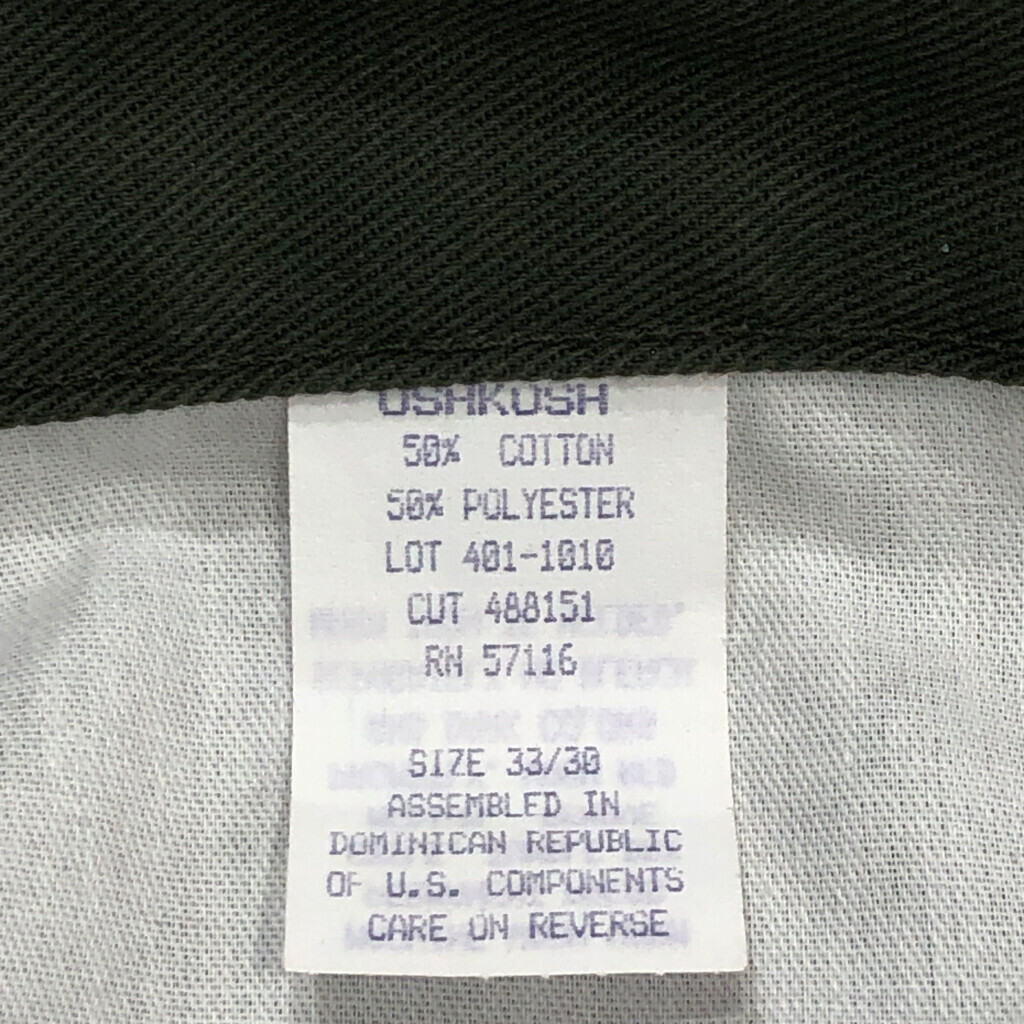 OSHKOSH
50% COTTON
50% POLYESTER
LOT 401-1010
CUT 488151
RN 57116
SIZE 33/30
ASSEMBLED IN
DOMINICAN REPUBLIC
OF U.S. COMPONENTS
CARE ON REVERSE